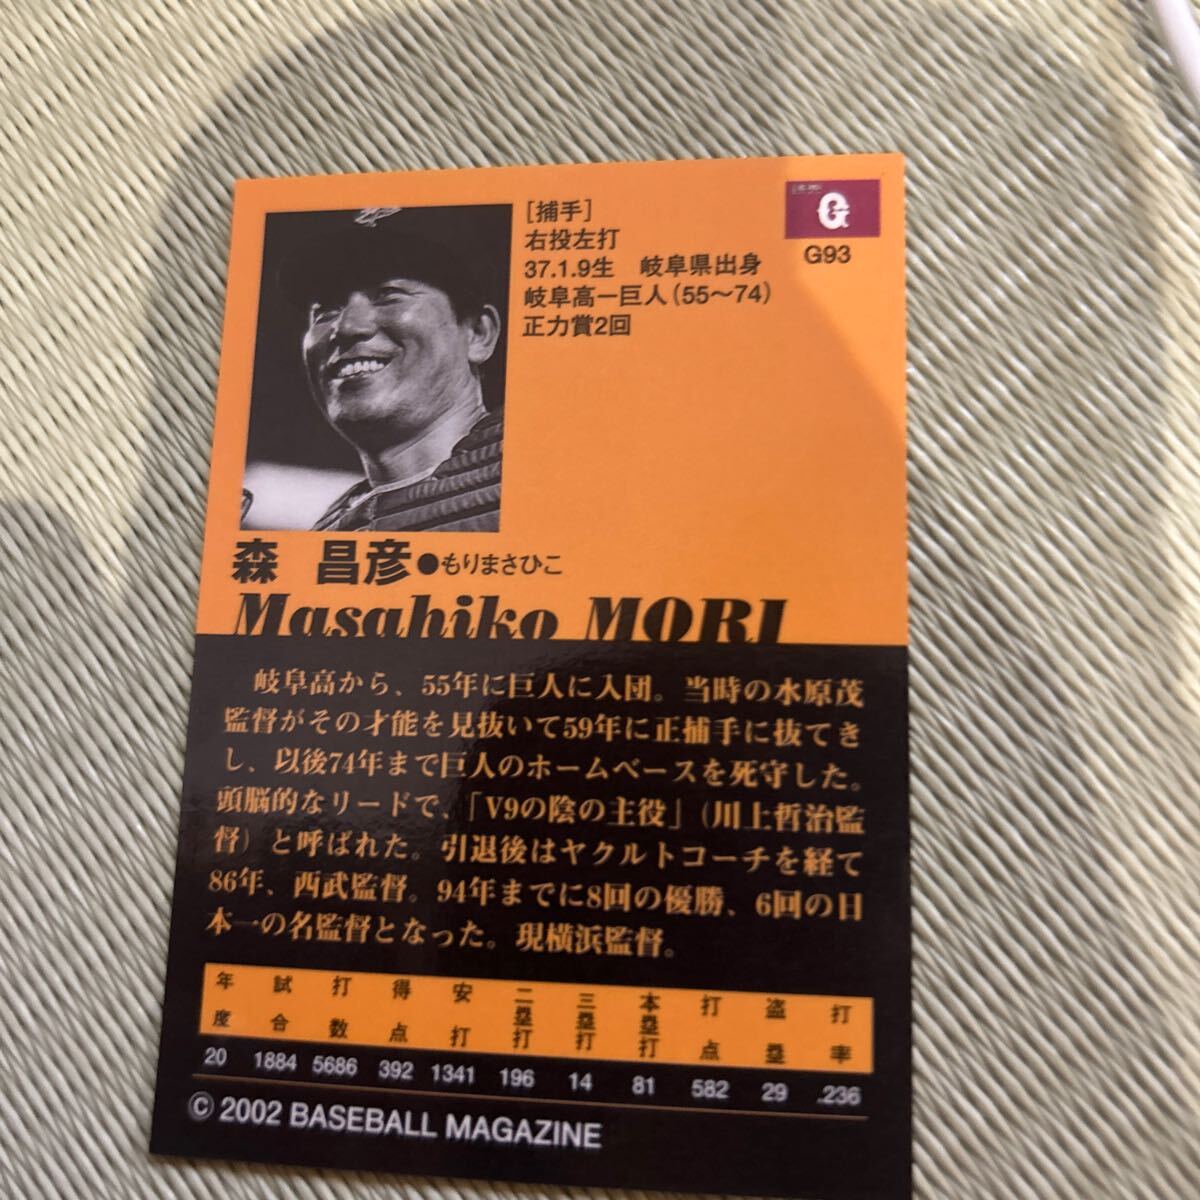 [捕手]
右投左打
37.1.9生 岐阜県出身
岐阜高ー巨人(55〜74)
正力賞2回
G
G93
森 昌彦●もりまさひこ
Masahiko MORI
岐阜高から、55年に巨人に入団。当時の水原茂
監督がその才能を見抜いて59年に正捕手に抜てき
し、以後74年まで巨人のホームベースを死守した。
頭脳的なリードで、「V9の陰の主役」(川上哲治監
督)と呼ばれた。引退後はヤクルトコーチを経て
86年、西武監督。94年までに8回の優勝、6回の日
本一の名監督となった。現横浜監督。
年度 試合 打数 得点 安打 二塁打 三塁打 本塁打 打点 盗塁 打率
20 1884 5686 392 1341 196 14 81 582 29 .236
© 2002 BASEBALL MAGAZINE